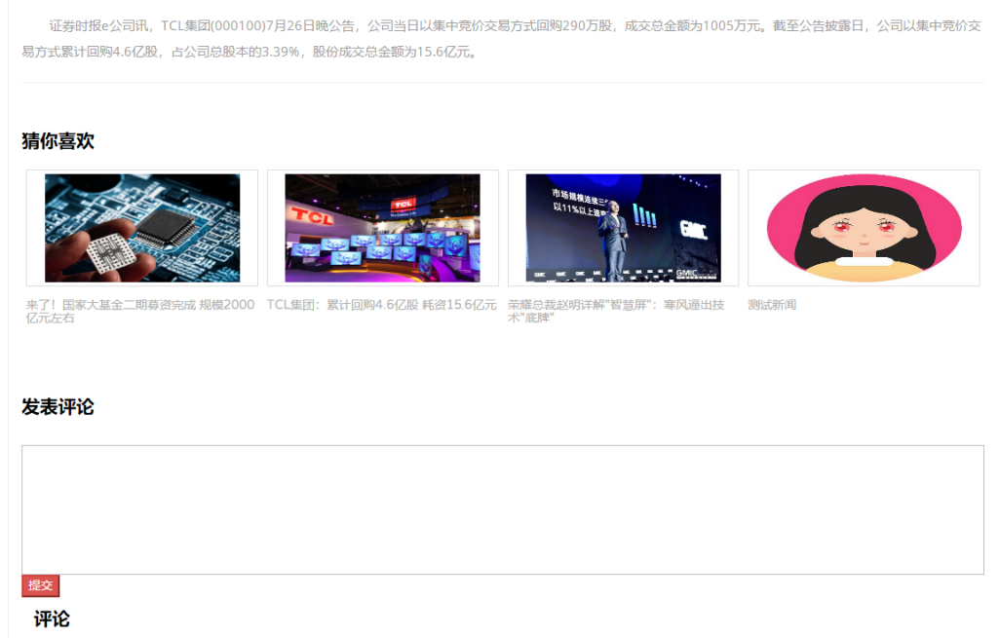 证券时报e公司讯，TCL集团(000100)7月26日晚公告，公司当日以集中竞价交易方式回购290万股，成交总金额为1005万元。截至公告披露日，公司以集中竞价交
易方式累计回购4.6亿股，占公司总股本的3.39%，股份成交总金额为15.6亿元。
猜你喜欢
TCL
TCL
市场规模连续三
以11%以上速
GMIC
GMIC
来了！国家大基金二期募资完成 规模2000
亿元左右
TCL集团：累计回购4.6亿股 耗资15.6亿元
荣耀总裁赵明详解"智慧屏"：寒风逼出技
术"底牌"
测试新闻
发表评论
提交
评论